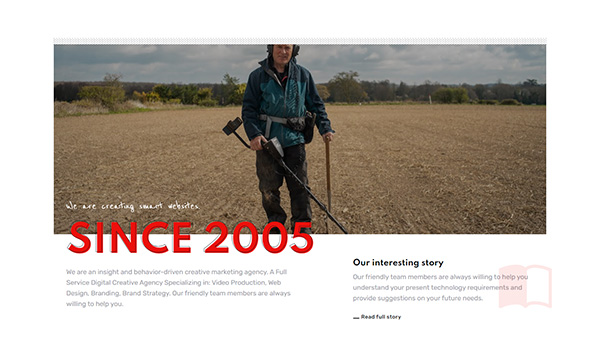 We are creating smart websites
SINCE 2005
We are an insight and behavior-driven creative marketing agency. A Full
Service Digital Creative Agency Specializing in: Video Production, Web
Design, Branding, Brand Strategy. Our friendly team members are always
willing to help you.
Our interesting story
Our friendly team members are always willing to help you
understand your present technology requirements and
provide suggestions on your future needs.
Read full story